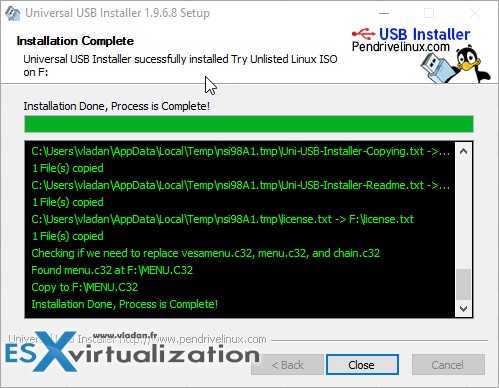 Universal USB Installer 1.9.6.8 Setup
Installation Complete
Universal USB Installer sucessfully installed Try Unlisted Linux ISO
on F:
USB Installer
Pendrivelinux.com
Installation Done, Process is Complete!
C:\Users\vladan\AppData\Local\Temp\nsi98A1.tmp\Uni-USB-Installer-Copying.txt ->...
1 File(s) copied
C:\Users\vladan\AppData\Local\Temp\nsi98A1.tmp\Uni-USB-Installer-Readme.txt ->...
1 File(s) copied
C:\Users\vladan\AppData\Local\Temp\nsi98A1.tmp\license.txt -> F:\license.txt
1 File(s) copied
Checking if we need to replace vesamenu.c32, menu.c32, and chain.c32
Found menu.c32 at F:\MENU.C32
Copy to F:\MENU.C32
Installation Done, Process is Complete!
Universal USB Installer http://www.pendrivelinux.com
www.vladan.fr
ESXvirtualization
< Back
Close
Cancel